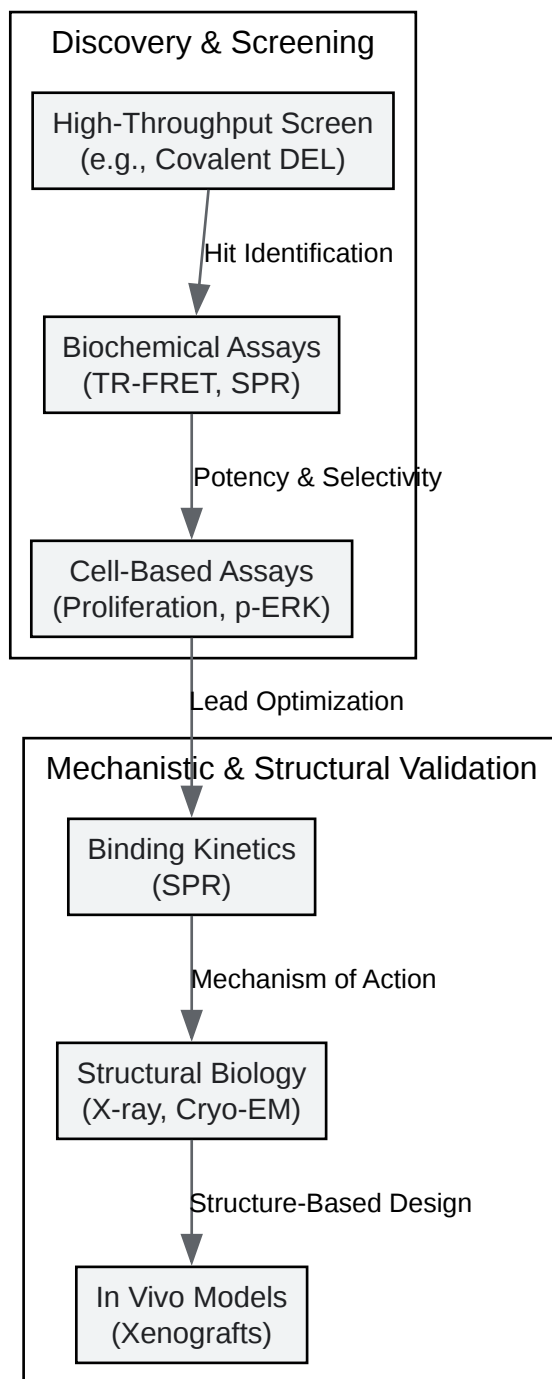 Discovery & Screening
High-Throughput Screen
(e.g., Covalent DEL)
Hit Identification
Biochemical Assays
(TR-FRET, SPR)
Potency & Selectivity
Cell-Based Assays
(Proliferation, p-ERK)
Lead Optimization
Mechanistic & Structural Validation
Binding Kinetics
(SPR)
Mechanism of Action
Structural Biology
(X-ray, Cryo-EM)
Structure-Based Design
In Vivo Models
(Xenografts)